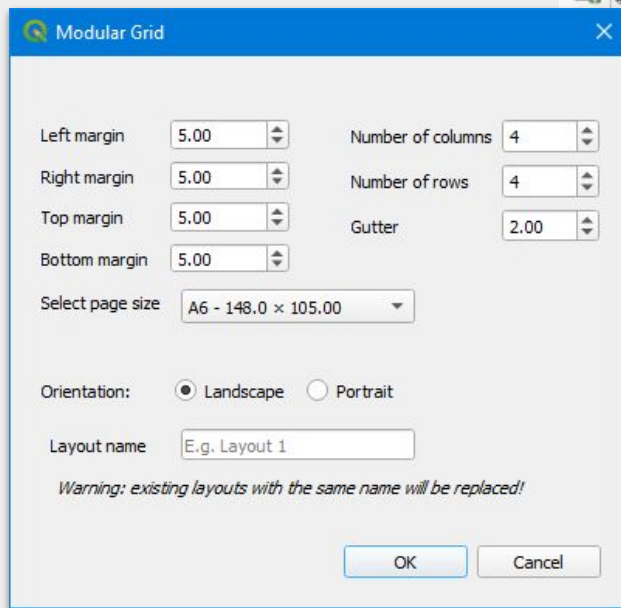 Modular Grid
Left margin 5.00 Number of columns 4
Right margin 5.00 Number of rows 4
Top margin 5.00 Gutter 2.00
Bottom margin 5.00
Select page size A6 - 148.0 × 105.00
Orientation: Landscape Portrait
Layout name E.g. Layout 1
Warning: existing layouts with the same name will be replaced!
OK Cancel